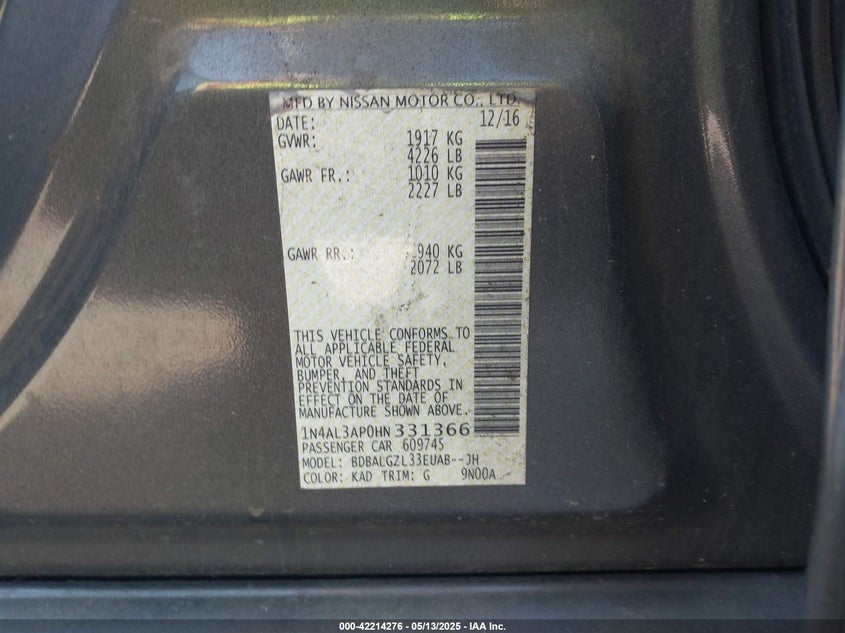 MFD BY NISSAN MOTOR CO., LTD.
DATE: 12/16
GVWR: 1917 KG
4226 LB
GAWR FR.: 1010 KG
2227 LB
GAWR RR.: 940 KG
2072 LB
THIS VEHICLE CONFORMS TO
ALL APPLICABLE FEDERAL
MOTOR VEHICLE SAFETY,
BUMPER, AND THEFT
PREVENTION STANDARDS IN
EFFECT ON THE DATE OF
MANUFACTURE SHOWN ABOVE.
1N4AL3AP0HN331366
PASSENGER CAR 609745
MODEL: BDBALGZL33EUAB--JH
COLOR: KAD TRIM: G 9N00A
000-42214276 - 05/13/2025 - IAA Inc.